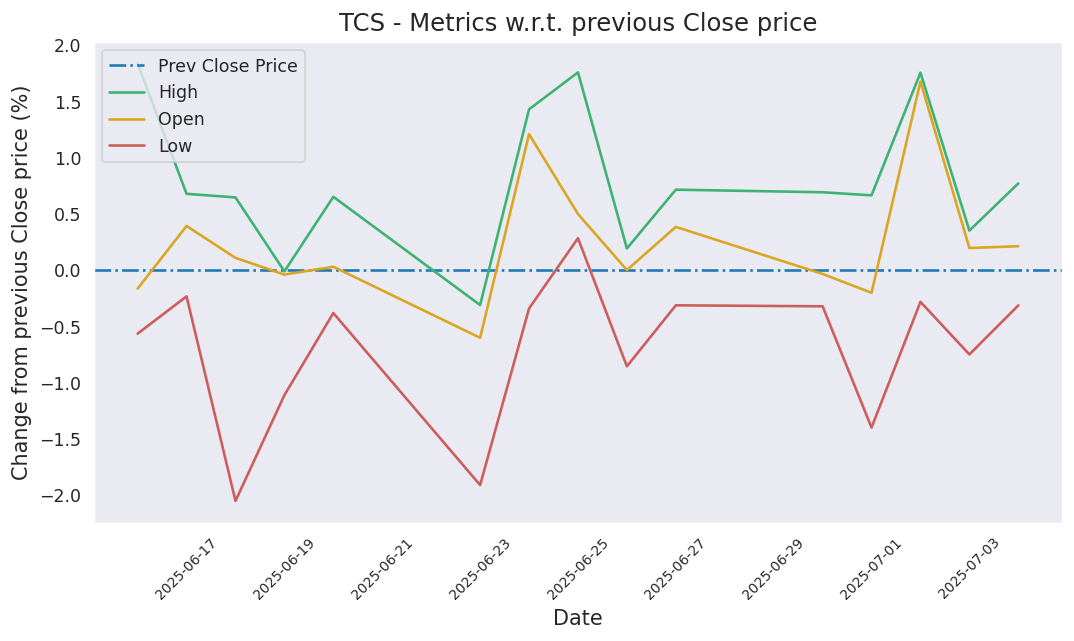 TCS - Metrics w.r.t. previous Close price
Change from previous Close price (%)
2.0
1.5
1.0
0.5
0.0
−0.5
−1.0
−1.5
−2.0
Prev Close Price
High
Open
Low
2025-06-17
2025-06-19
2025-06-21
2025-06-23
2025-06-25
2025-06-27
2025-06-29
2025-07-01
2025-07-03
Date